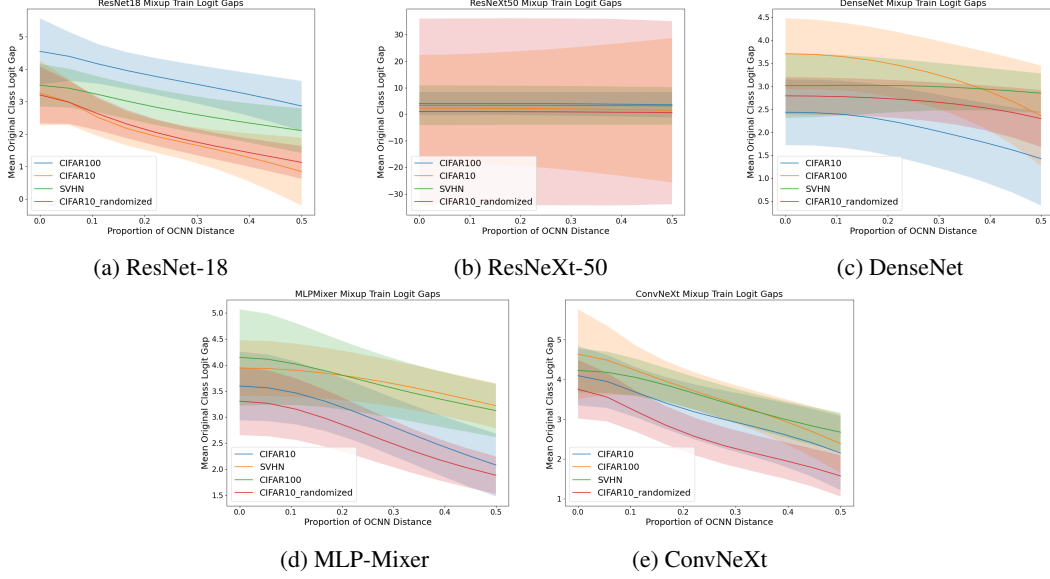 ResNet18 Mixup Train Logit Gaps
Mean Original Class Logit Gap
5
4
3
2
1
0
CIFAR100
CIFAR10
SVHN
CIFAR10_randomized
0.0 0.1 0.2 0.3 0.4 0.5
Proportion of OCNN Distance
(a) ResNet-18
ResNeXt50 Mixup Train Logit Gaps
Mean Original Class Logit Gap
30
20
10
0
−10
−20
−30
CIFAR100
CIFAR10
SVHN
CIFAR10_randomized
0.0 0.1 0.2 0.3 0.4 0.5
Proportion of OCNN Distance
(b) ResNeXt-50
DenseNet Mixup Train Logit Gaps
Mean Original Class Logit Gap
4.5
4.0
3.5
3.0
2.5
2.0
1.5
1.0
0.5
CIFAR10
CIFAR100
SVHN
CIFAR10_randomized
0.0 0.1 0.2 0.3 0.4 0.5
Proportion of OCNN Distance
(c) DenseNet
MLPMixer Mixup Train Logit Gaps
Mean Original Class Logit Gap
5.0
4.5
4.0
3.5
3.0
2.5
2.0
1.5
CIFAR10
SVHN
CIFAR100
CIFAR10_randomized
0.0 0.1 0.2 0.3 0.4 0.5
Proportion of OCNN Distance
(d) MLP-Mixer
ConvNeXt Mixup Train Logit Gaps
Mean Original Class Logit Gap
5
4
3
2
1
CIFAR10
CIFAR100
SVHN
CIFAR10_randomized
0.0 0.1 0.2 0.3 0.4 0.5
Proportion of OCNN Distance
(e) ConvNeXt